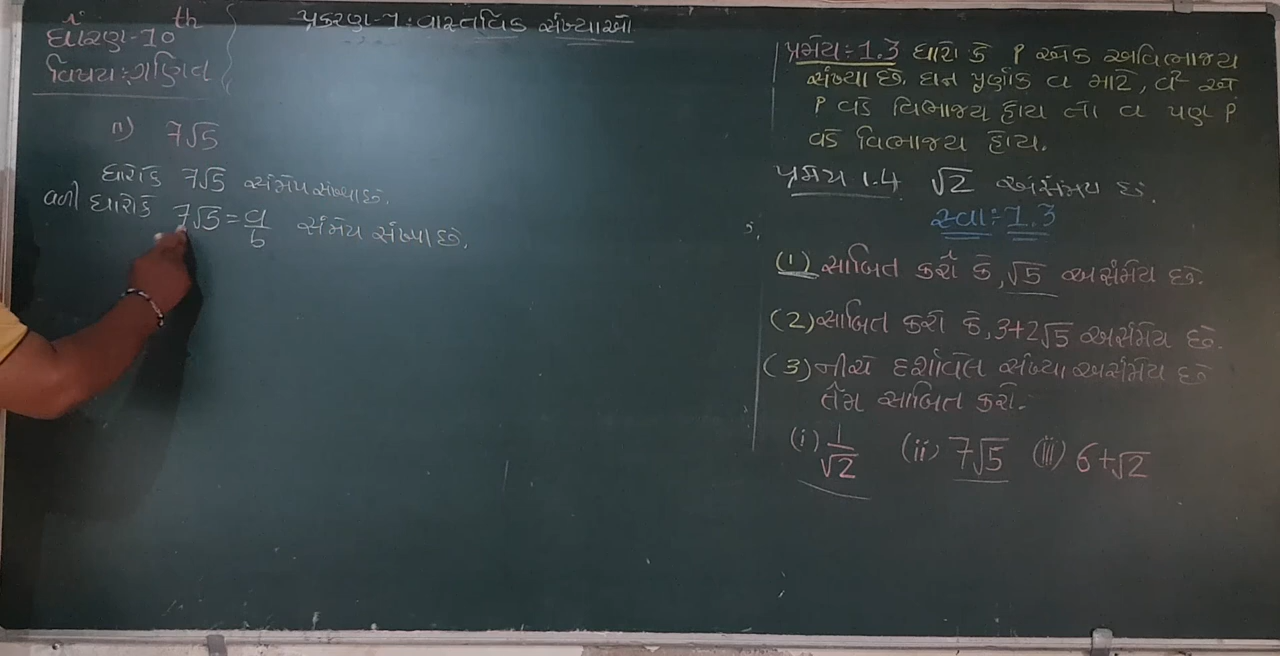 ધોરણ-10th
વિષય:ગણિત
પ્રકરણ-1:વાસ્તવિક સંખ્યાઓ
ii) 7√5
ધારોકે 7√5 સંમેય સંખ્યા છે.
વળી ધારોકે 7√5 = a/b સંમેય સંખ્યા છે.
પ્રમેય:1.3 ધારો કે P એક અવિભાજ્ય
સંખ્યા છે. ધન પૂર્ણાંક a માટે, a² એ
P વડે વિભાજ્ય હોય તો a પણ P
વડે વિભાજ્ય હોય.
પ્રમેય 1.4 √2 અસંમેય છે.
સ્વા:1.3
(1) સાબિત કરો કે, √5 અસંમેય છે.
(2) સાબિત કરો કે, 3+2√5 અસંમેય છે.
(3) નીચે દર્શાવેલ સંખ્યા અસંમેય છે
તેમ સાબિત કરો.
(i) 1/√2 (ii) 7√5 (iii) 6+√2